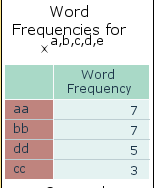 Word
Frequencies for
x a,b,c,d,e
Word
Frequency
aa 7
bb 7
dd 5
cc 3